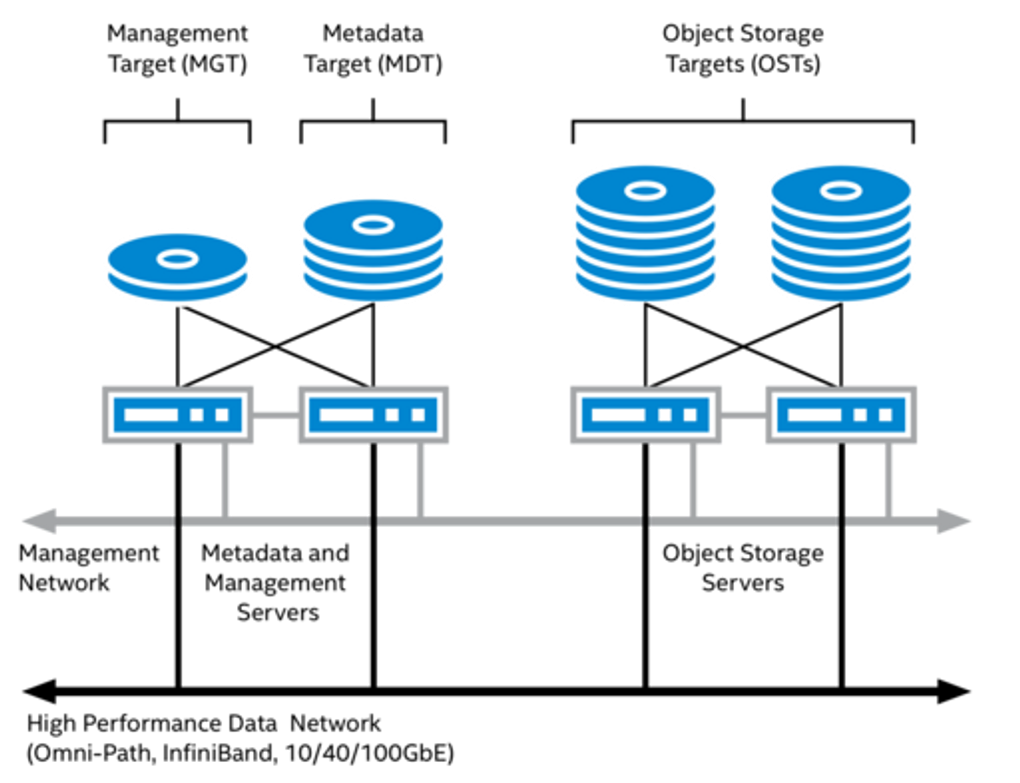 Management
Target (MGT)
Metadata
Target (MDT)
Object Storage
Targets (OSTs)
Management
Network
Metadata and
Management
Servers
Object Storage
Servers
High Performance Data Network
(Omni-Path, InfiniBand, 10/40/100GbE)